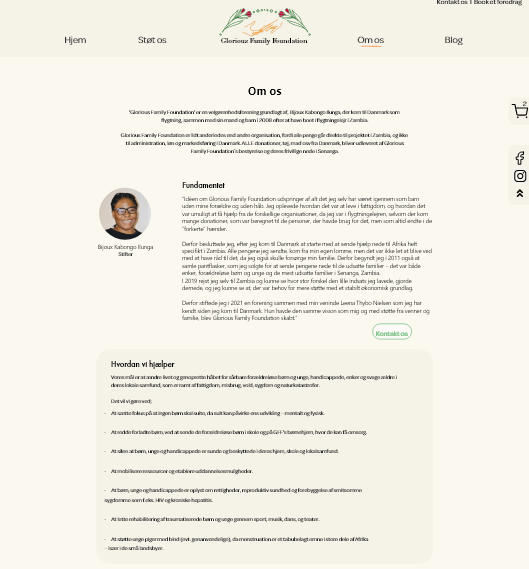 Kontakt os | Book et foredrag
Hjem
Støt os
Glorious Family Foundation
Om os
Blog
2
Om os
'Glorious Family Foundation' er en velgørenhedsforening grundlagt af, Bijoux Kabongo Ilunga, der kom til Danmark som
flygtning, sammen med sin mand og barn i 2008 efter at have boet i flygtningelejr i Zambia.
Glorious Family Foundation er lidt anderledes end andre organisation, fordi alle penge går direkte til projektet i Zambia, og ikke
til administration, løn og markedsføring i Danmark. ALLE donationer, tøj, mad osv fra Danmark, bliver udleveret af Glorious
Family Foundation's bestyrelse og deres frivillige nede i Senanga.
Fundamentet
"Idéen om Glorious Family Foundation udspringer af alt det jeg selv har været igennem som barn
uden mine forældre og uden håb. Jeg oplevede hvordan det var at leve i fattigdom, og hvordan det
var umuligt at få hjælp fra de forskellige organisationer, da jeg var i flygtningelejren, selvom der kom
mange donationer, som var beregnet til de personer, der havde brug for det, men som altid endte i de
"forkerte" hænder.
Derfor besluttede jeg, efter jeg kom til Danmark at starte med at sende hjælp nede til Afrika helt
specifikt i Zambia. Alle pengene jeg sendte, kom fra min egen lomme, men det var ikke let at blive ved
med at have råd til det, da jeg også skulle forsørge min familie. Derfor begyndt jeg i 2011 også at
samle pantflasker, som jeg solgte for at sende pengene nede til de udsatte familier – det var både
enker, forældreløse børn og unge og de mest udsatte familier i Senanga, Zambia.
I 2019 rejst jeg selv til Zambia og kunne se hvor stor forskel den lille indsats jeg lavede, gjorde
dernede, og jeg kunne se at, der var behov for mere støtte med et stabilt økonomisk grundlag.
Derfor stiftede jeg i 2021 en forening sammen med min veninde Leena Thybo Nielsen som jeg har
kendt siden jeg kom til Danmark. Hun havde den samme vision som mig og med støtte fra venner og
familie, blev Glorious Family Foundation skabt."
Bijoux Kabongo Ilunga
Stifter
Kontakt os
Hvordan vi hjælper
Vores mål er at ændre livet og genoprette håbet for sårbare forældreløse børn og unge, handicappede, enker og svage ældre i
deres lokale samfund, som er ramt af fattigdom, misbrug, vold, sygdom og naturkatastrofer.
Det vil vi gøre ved;
· At sætte fokus på at ingen børn skal sulte, da sult kan påvirke ens udvikling – mentalt og fysisk.
· At redde forladte børn, ved at sende de forældreløse børn i skole og på GFF's børnehjem, hvor de kan få omsorg.
· At sikre at børn, unge og handicappede er sunde og beskyttede i deres hjem, skole og lokalsamfund.
· At mobilisere ressourcer og etablere uddannelsesmuligheder.
· At børn, unge og handicappede er oplyst om rettigheder, reproduktiv sundhed og forebyggelse af smitsomme
sygdomme som f.eks. HIV og kroniske hepatitis.
· At lette rehabilitering af traumatiserede børn og unge gennem sport, musik, dans, og teater.
· At støtte unge piger med bind (evt. genanvendelige), da menstruation er et tabubelagt emne i store dele af Afrika
– især i de små landsbyer.